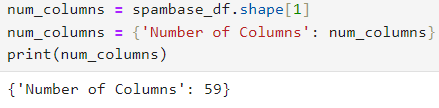 num_columns = spambase_df.shape[1]
num_columns = {'Number of Columns': num_columns}
print(num_columns)
{'Number of Columns': 59}